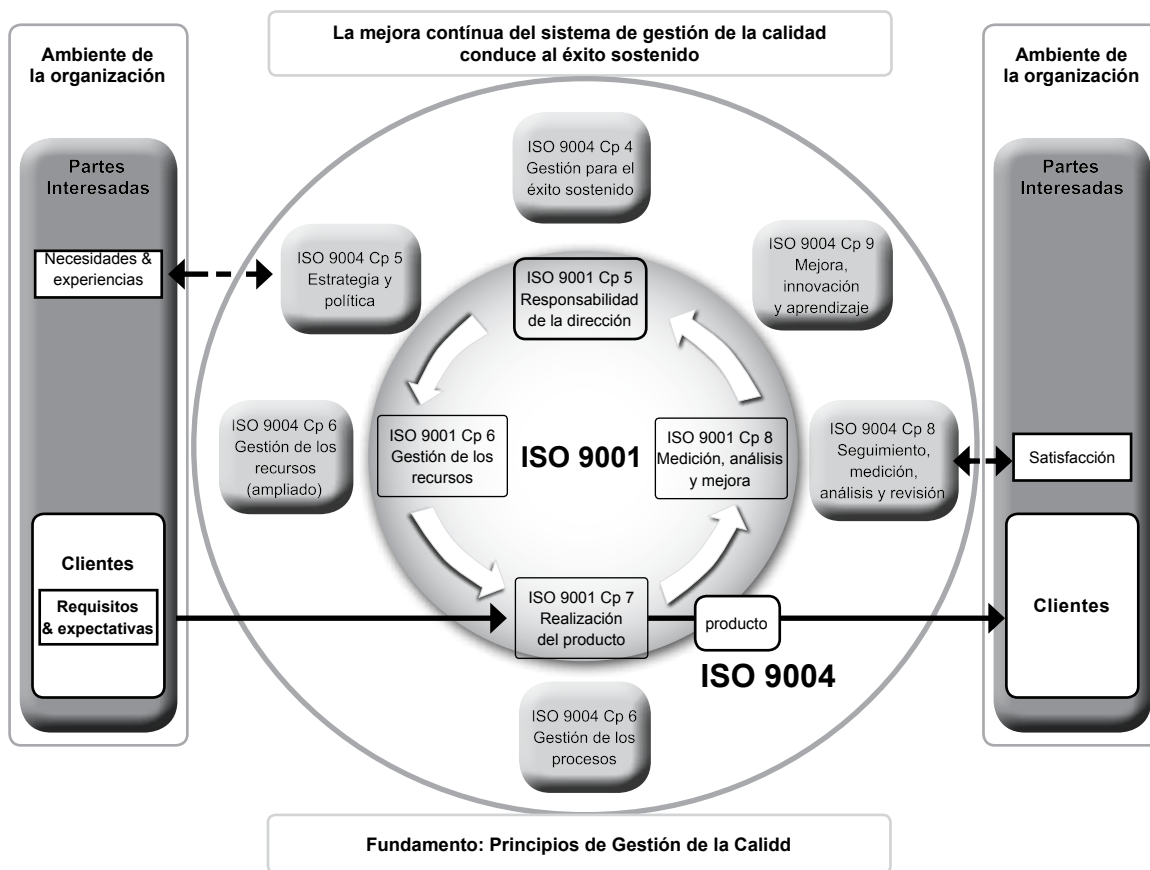 La mejora contínua del sistema de gestión de la calidad
conduce al éxito sostenido
Ambiente de
la organización
Partes
Interesadas
Necesidades &
experiencias
Clientes
Requisitos
& expectativas
ISO 9004 Cp 4
Gestión para el
éxito sostenido
ISO 9004 Cp 5
Estrategia y
política
ISO 9004 Cp 9
Mejora,
innovación
y aprendizaje
ISO 9001 Cp 5
Responsabilidad
de la dirección
ISO 9004 Cp 6
Gestión de los
recursos
(ampliado)
ISO 9001 Cp 6
Gestión de los
recursos
ISO 9001
ISO 9001 Cp 8
Medición, análisis
y mejora
ISO 9004 Cp 8
Seguimiento,
medición,
análisis y revisión
ISO 9001 Cp 7
Realización
del producto
producto
ISO 9004
ISO 9004 Cp 6
Gestión de los
procesos
Ambiente de
la organización
Partes
Interesadas
Satisfacción
Clientes
Fundamento: Principios de Gestión de la Calidd